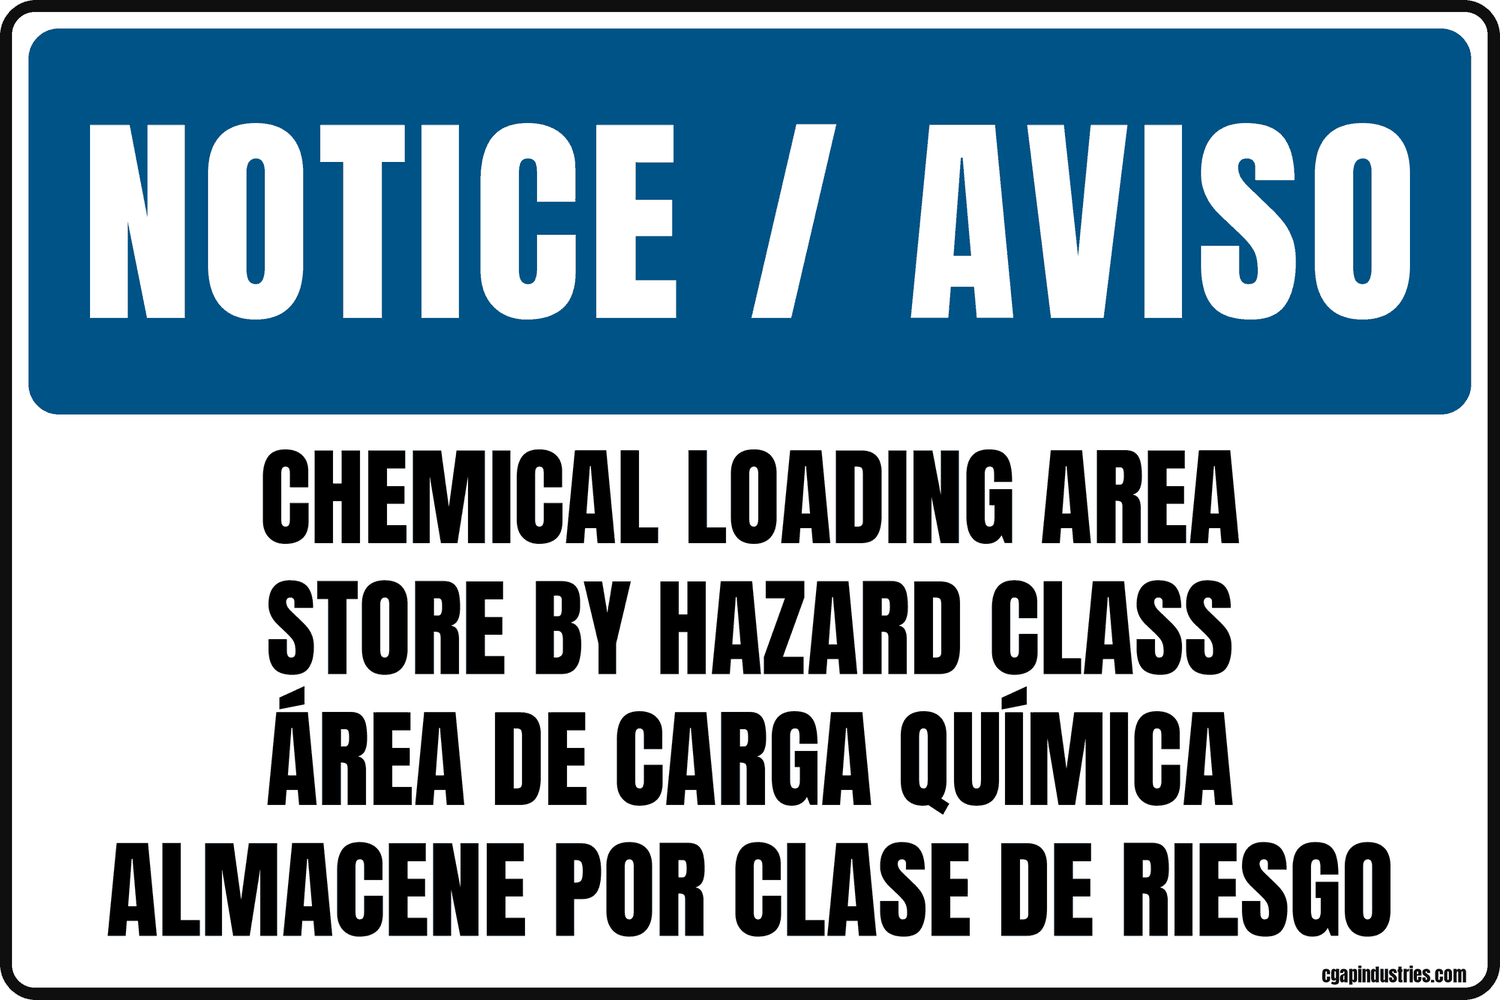 NOTICE / AVISO
CHEMICAL LOADING AREA
STORE BY HAZARD CLASS
ÁREA DE CARGA QUÍMICA
ALMACENE POR CLASE DE RIESGO
cgapindustries.com